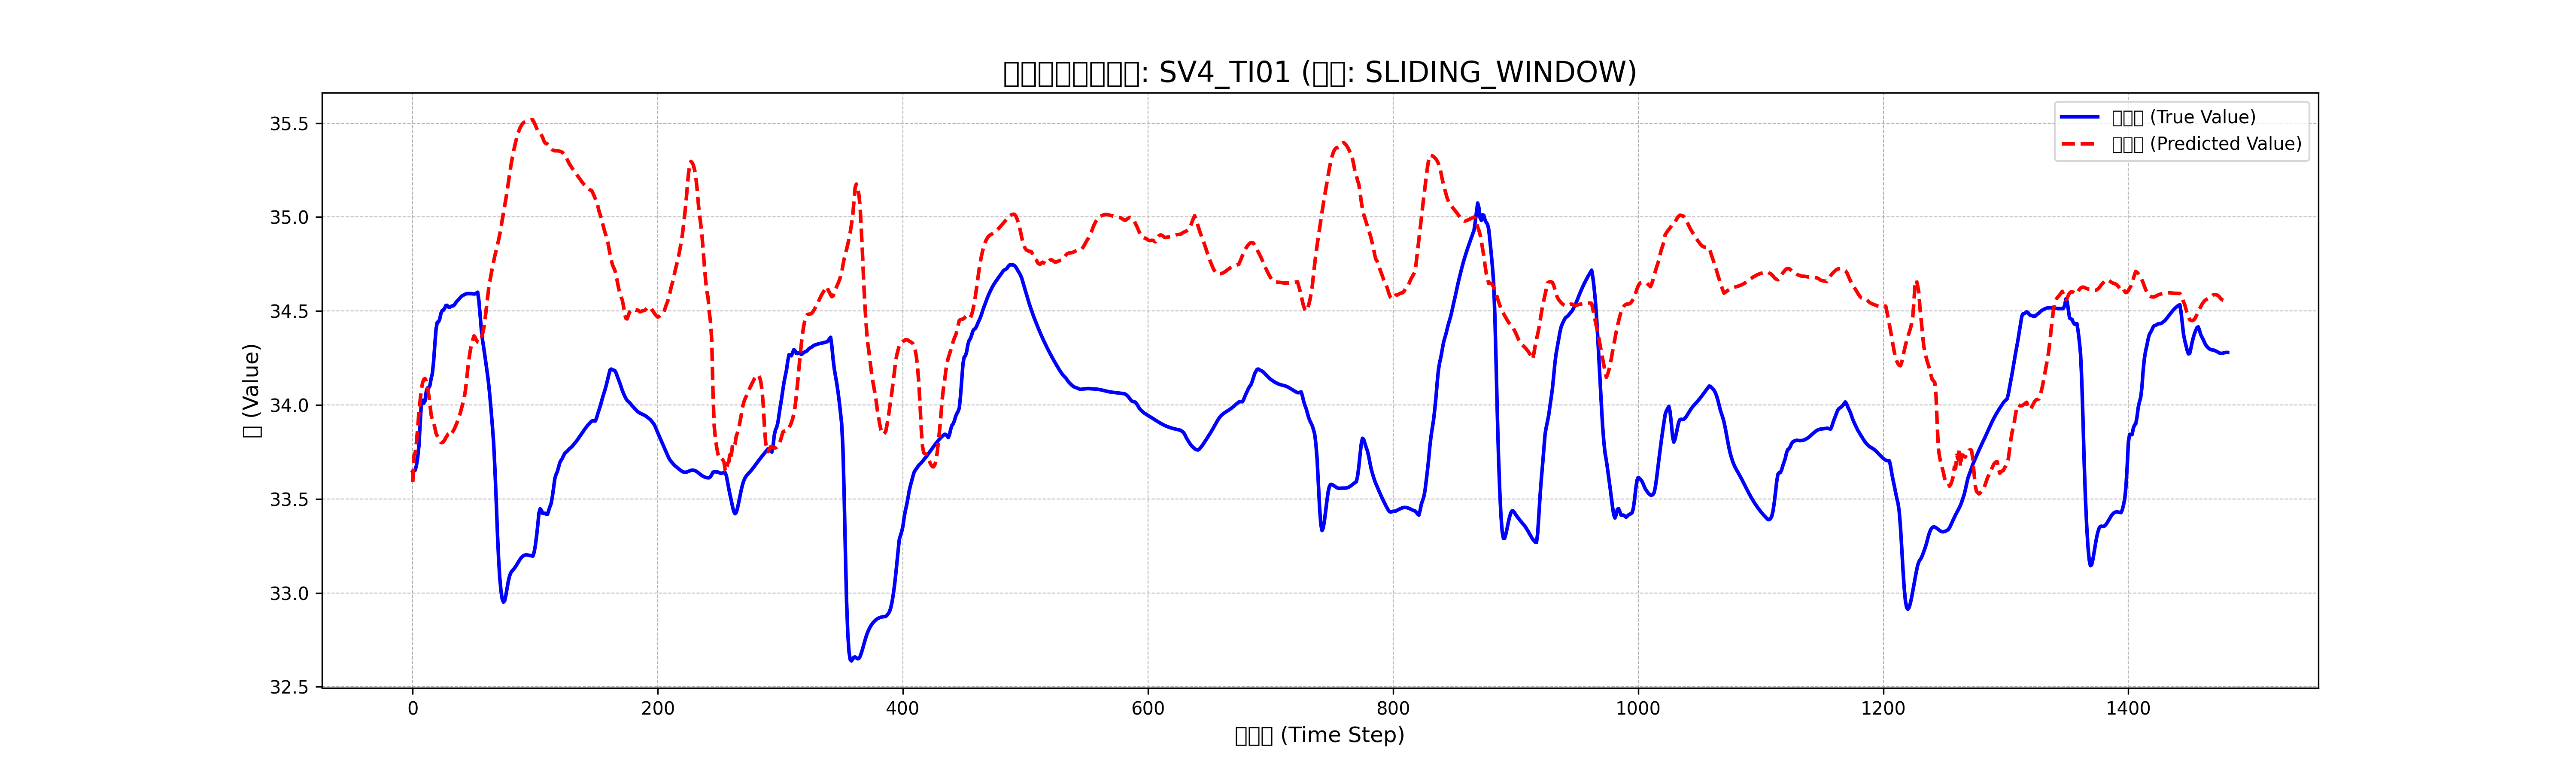 : SV4_TI01 (: SLIDING_WINDOW)
(True Value)
(Predicted Value)
(Value)
35.5
35.0
34.5
34.0
33.5
33.0
32.5
0 200 400 600 800 1000 1200 1400
(Time Step)